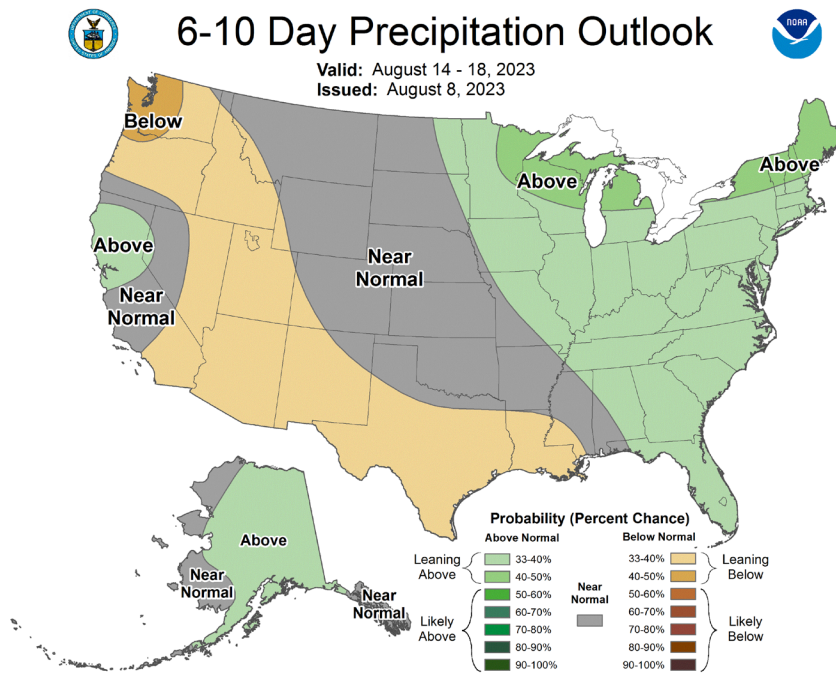 6-10 Day Precipitation Outlook
NOAA
Valid: August 14 - 18, 2023
Issued: August 8, 2023
Below
Above
Above
Above
Near
Normal
Near
Normal
Above
Near
Normal
Near
Normal
Probability (Percent Chance)
Above Normal
Below Normal
Leaning
Above
33-40%
40-50%
Likely
Above
50-60%
60-70%
70-80%
80-90%
90-100%
Near
Normal
33-40%
40-50%
Leaning
Below
50-60%
60-70%
70-80%
80-90%
90-100%
Likely
Below